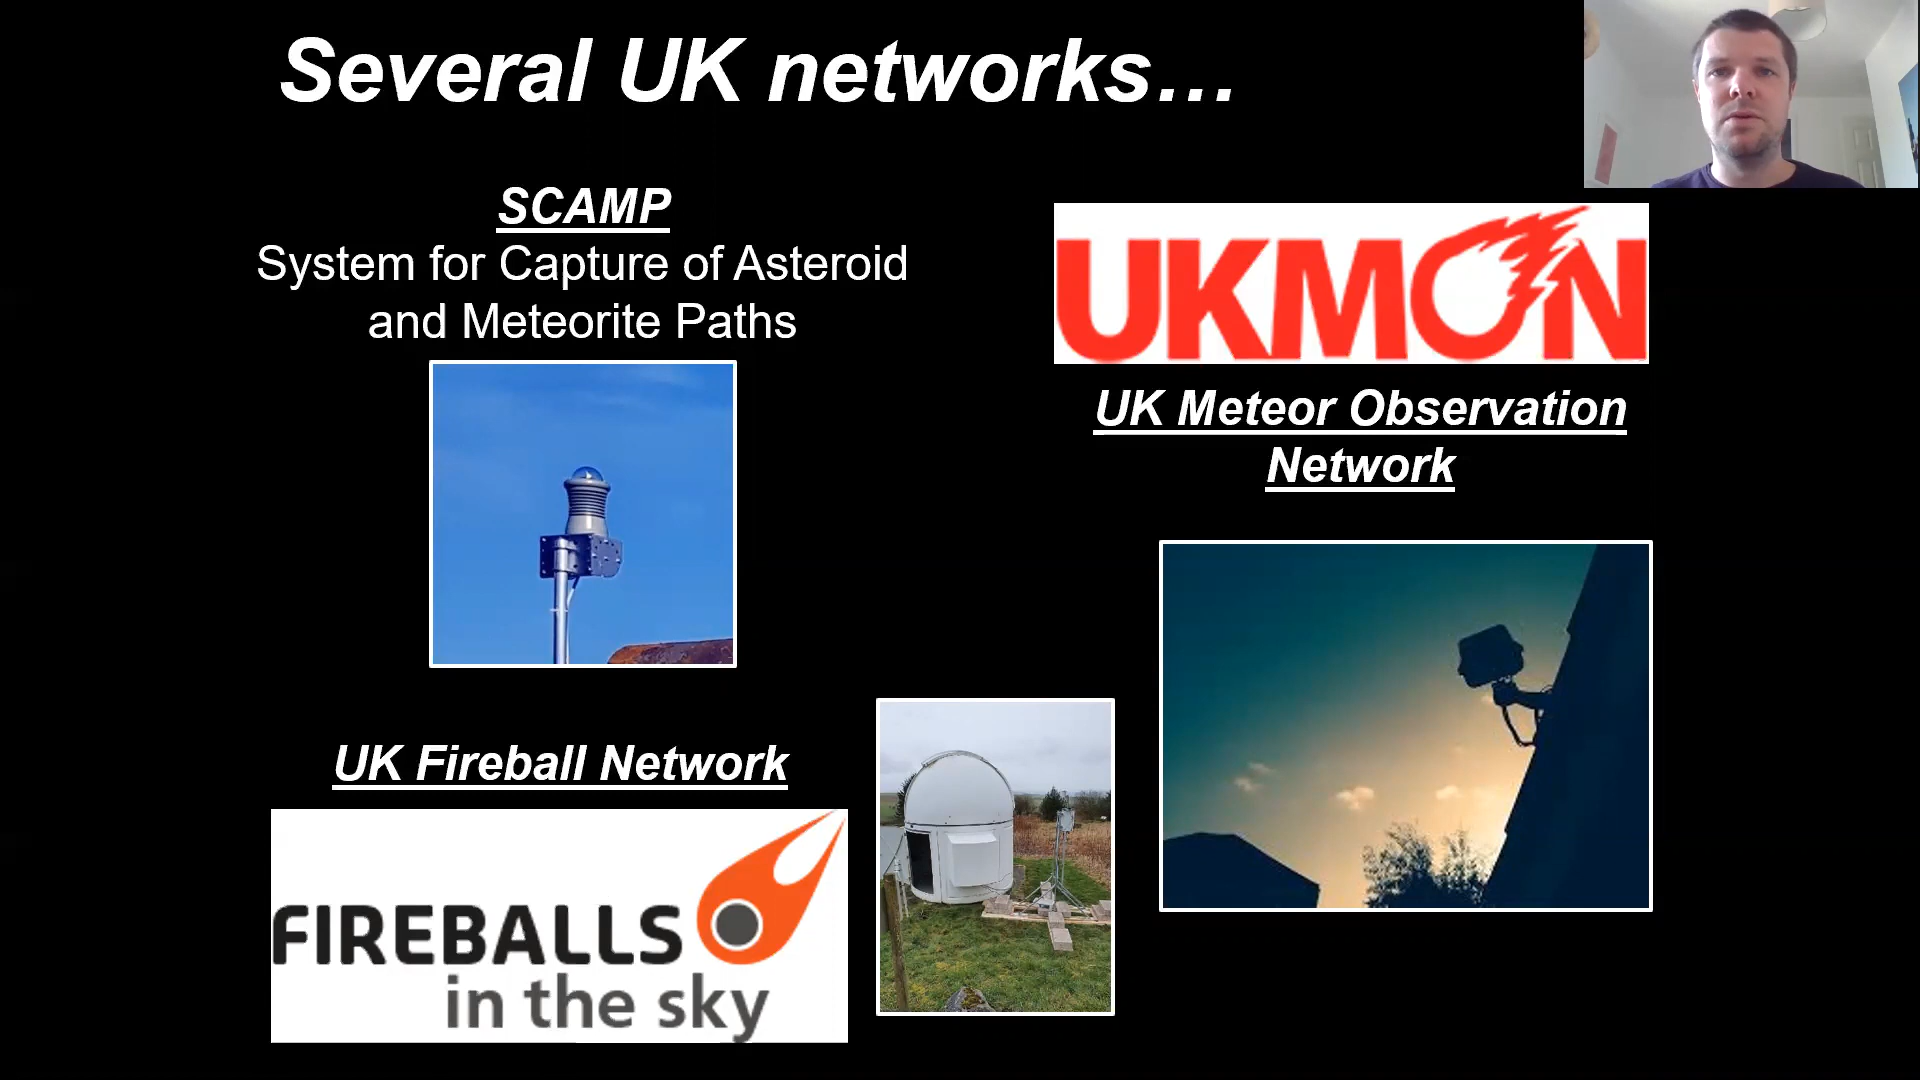 Several UK networks…
SCAMP
System for Capture of Asteroid
and Meteorite Paths
UKMON
UK Meteor Observation
Network
UK Fireball Network
FIREBALLS
in the sky